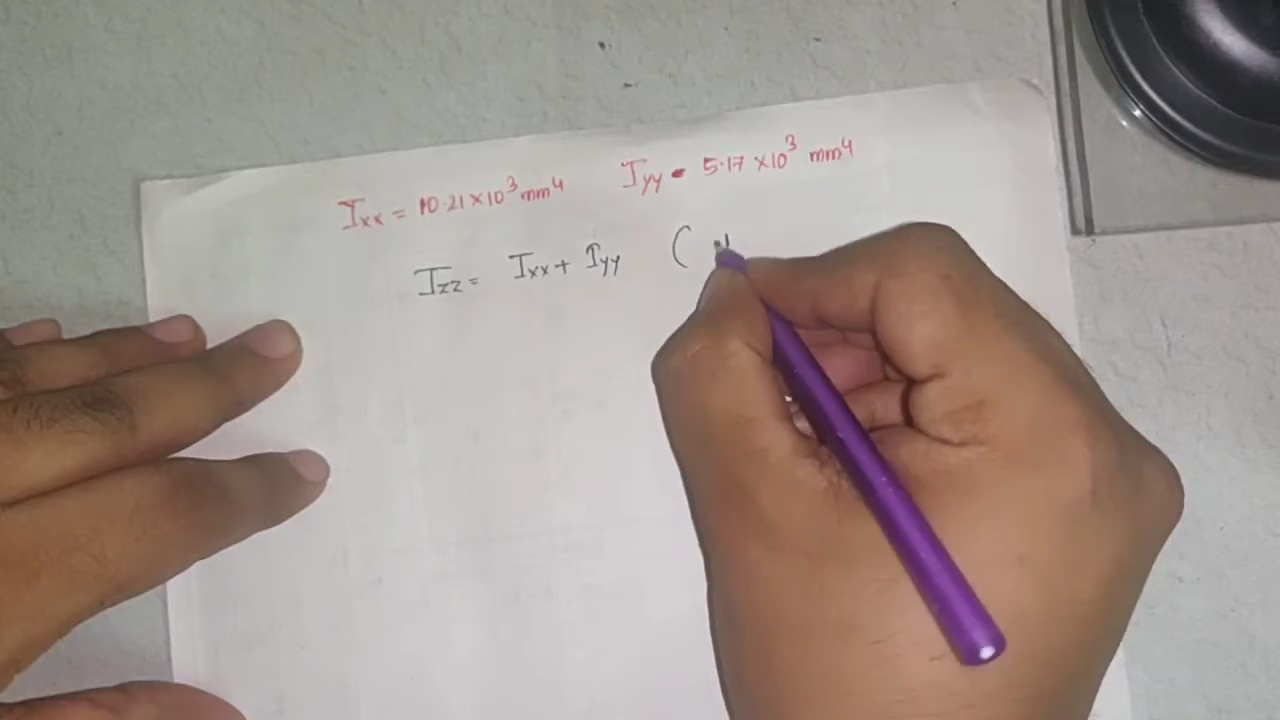 Ixx = 10.21 × 10³ mm⁴ Iyy = 5.17 × 10³ mm⁴
Izz = Ixx + Iyy (